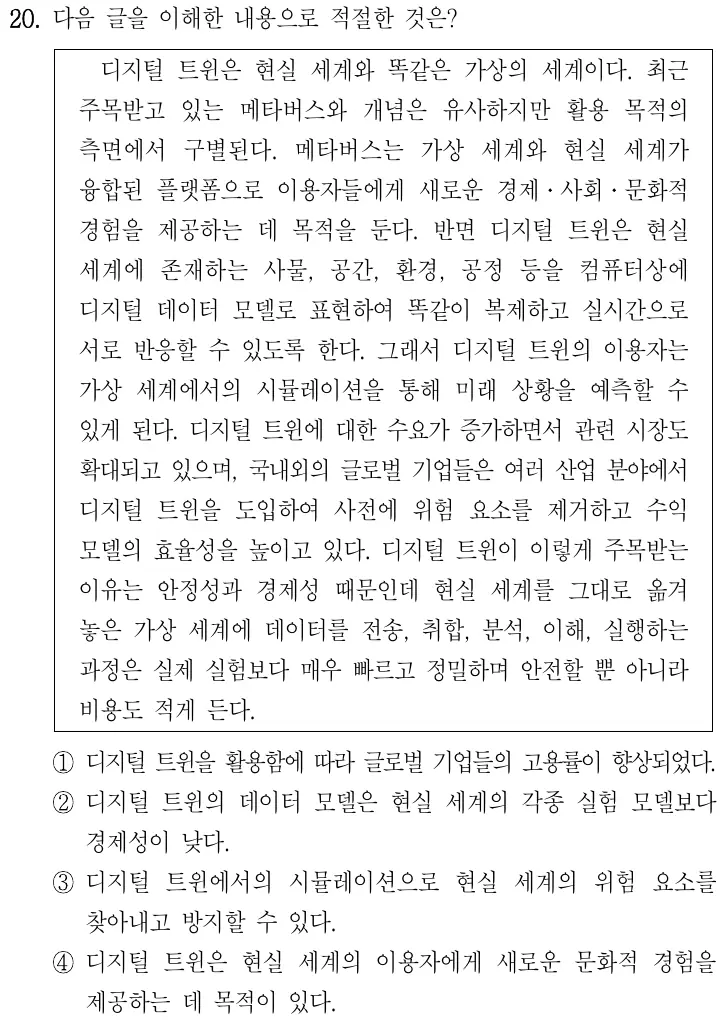 20. 다음 글을 이해한 내용으로 적절한 것은?
디지털 트윈은 현실 세계와 똑같은 가상의 세계이다. 최근
주목받고 있는 메타버스와 개념은 유사하지만 활용 목적의
측면에서 구별된다. 메타버스는 가상 세계와 현실 세계가
융합된 플랫폼으로 이용자들에게 새로운 경제·사회·문화적
경험을 제공하는 데 목적을 둔다. 반면 디지털 트윈은 현실
세계에 존재하는 사물, 공간, 환경, 공정 등을 컴퓨터상에
디지털 데이터 모델로 표현하여 똑같이 복제하고 실시간으로
서로 반응할 수 있도록 한다. 그래서 디지털 트윈의 이용자는
가상 세계에서의 시뮬레이션을 통해 미래 상황을 예측할 수
있게 된다. 디지털 트윈에 대한 수요가 증가하면서 관련 시장도
확대되고 있으며, 국내외의 글로벌 기업들은 여러 산업 분야에서
디지털 트윈을 도입하여 사전에 위험 요소를 제거하고 수익
모델의 효율성을 높이고 있다. 디지털 트윈이 이렇게 주목받는
이유는 안정성과 경제성 때문인데 현실 세계를 그대로 옮겨
놓은 가상 세계에 데이터를 전송, 취합, 분석, 이해, 실행하는
과정은 실제 실험보다 매우 빠르고 정밀하며 안전할 뿐 아니라
비용도 적게 든다.
① 디지털 트윈을 활용함에 따라 글로벌 기업들의 고용률이 향상되었다.
② 디지털 트윈의 데이터 모델은 현실 세계의 각종 실험 모델보다
경제성이 낮다.
③ 디지털 트윈에서의 시뮬레이션으로 현실 세계의 위험 요소를
찾아내고 방지할 수 있다.
④ 디지털 트윈은 현실 세계의 이용자에게 새로운 문화적 경험을
제공하는 데 목적이 있다.